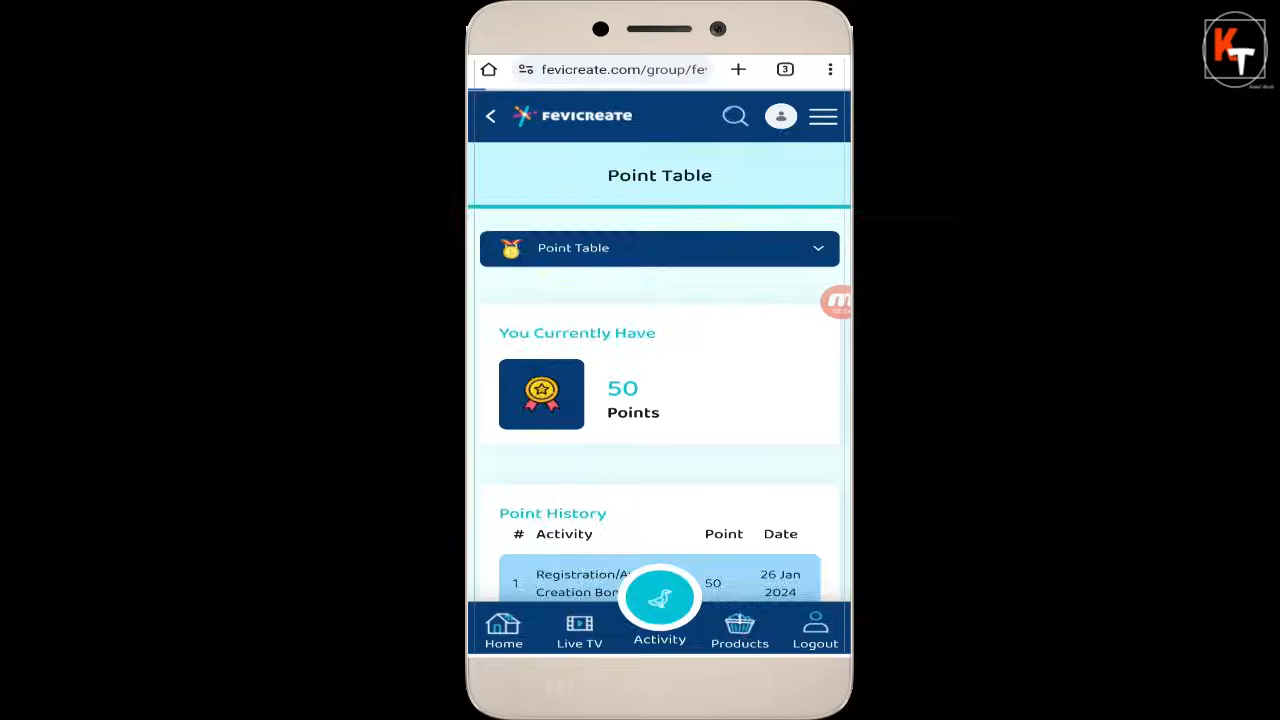 KT
fevicreate.com/group/fe
3
FEVICREATE
Point Table
Point Table
You Currently Have
50
Points
Point History
# Activity Point Date
1 Registration/A 50 26 Jan
Creation Bon 2024
Home Live TV Activity Products Logout